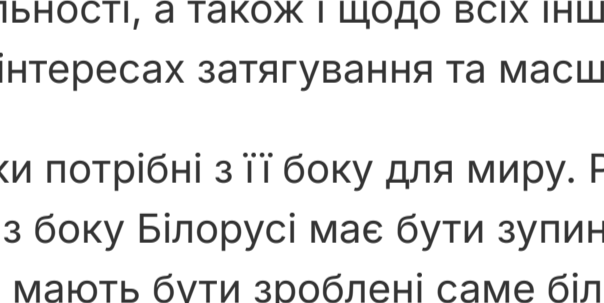 льності, а також і щодо всіх інш
інтересах затягування та масш
ки потрібні з її боку для миру. Р
з боку Білорусі має бути зупин
мають бути зроблені саме біл